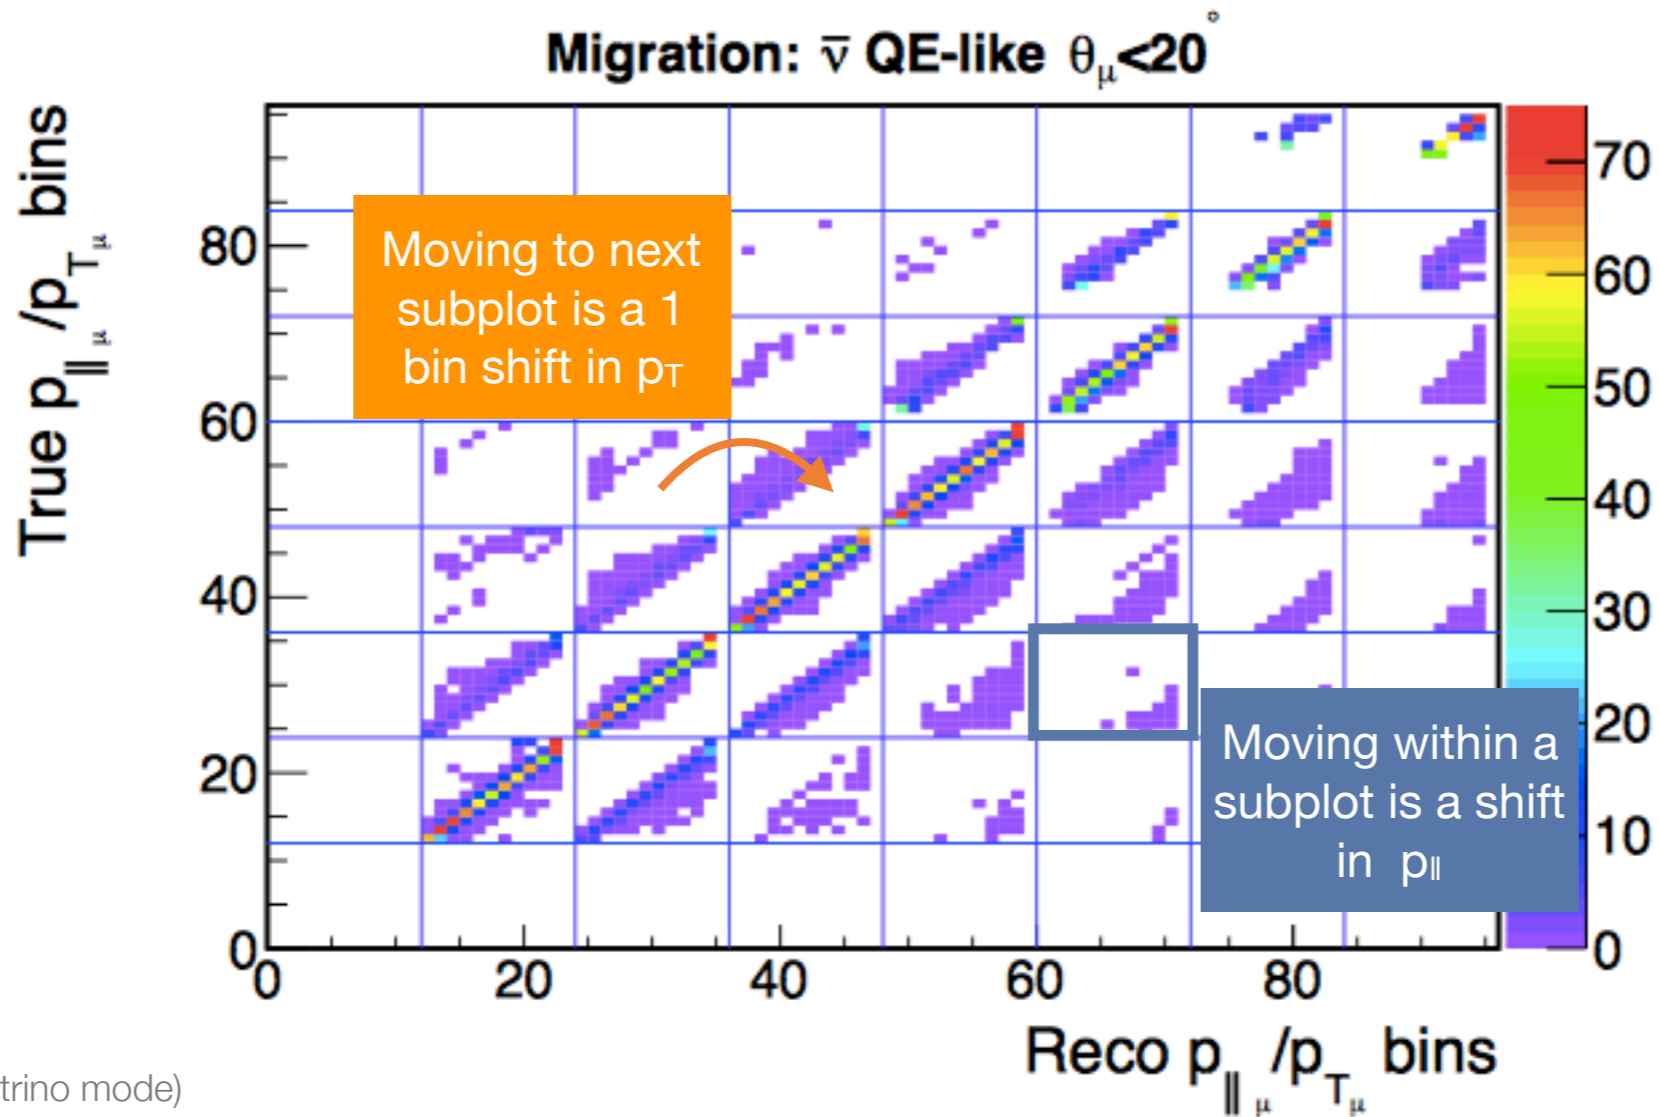 Migration: ν̄ QE-like θμ<20°
True p∥μ/pTμ bins
80
60
40
20
0
Moving to next
subplot is a 1
bin shift in pT
Moving within a
subplot is a shift
in p∥
70
60
50
40
30
20
10
0
0 20 40 60 80
Reco p∥μ/pTμ bins
trino mode)